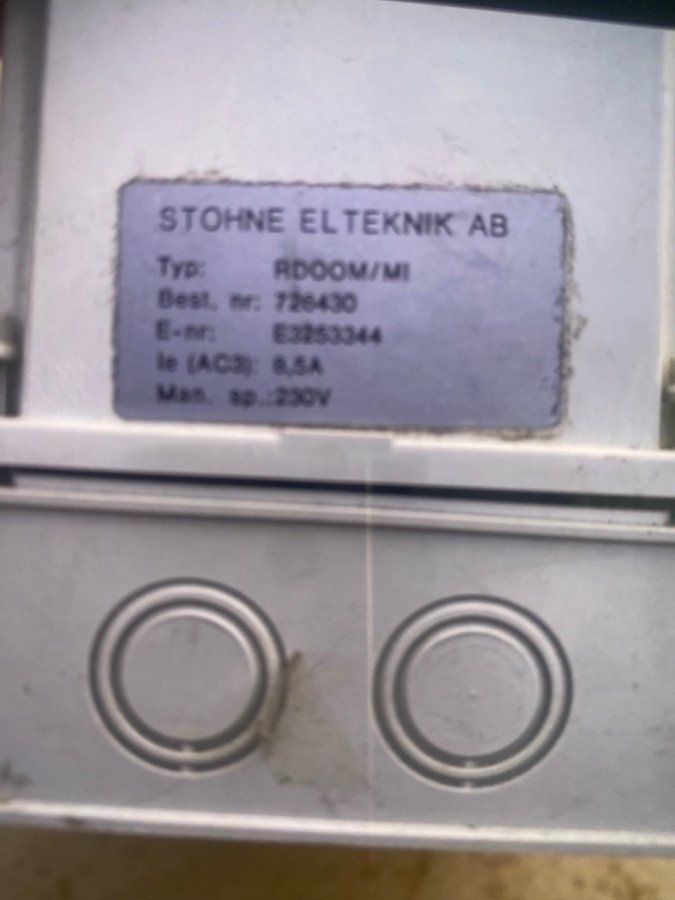 STOHNE ELTEKNIK AB
Typ: RDOOM/MI
Best. nr: 726430
E-nr: E3253344
Ie (AC3): 8,5A
Man. sp.:230V